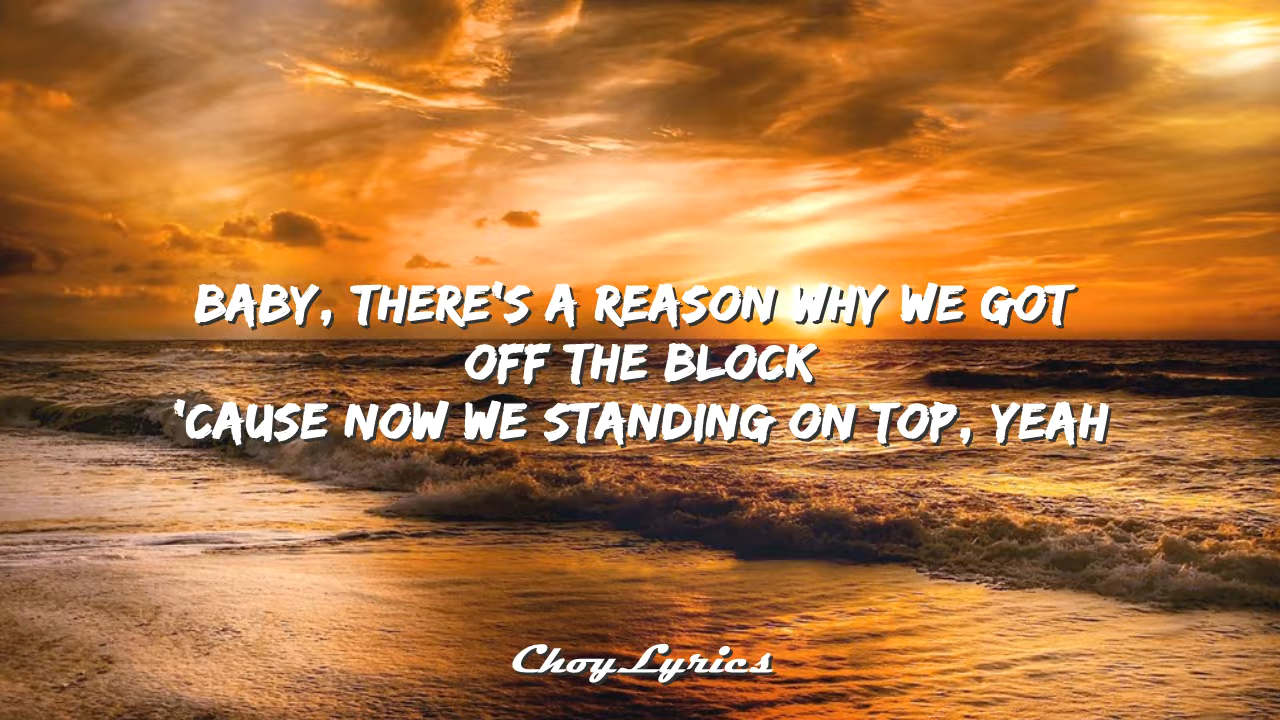 BABY, THERE'S A REASON WHY WE GOT
OFF THE BLOCK
'CAUSE NOW WE STANDING ON TOP, YEAH
ChoyLyrics